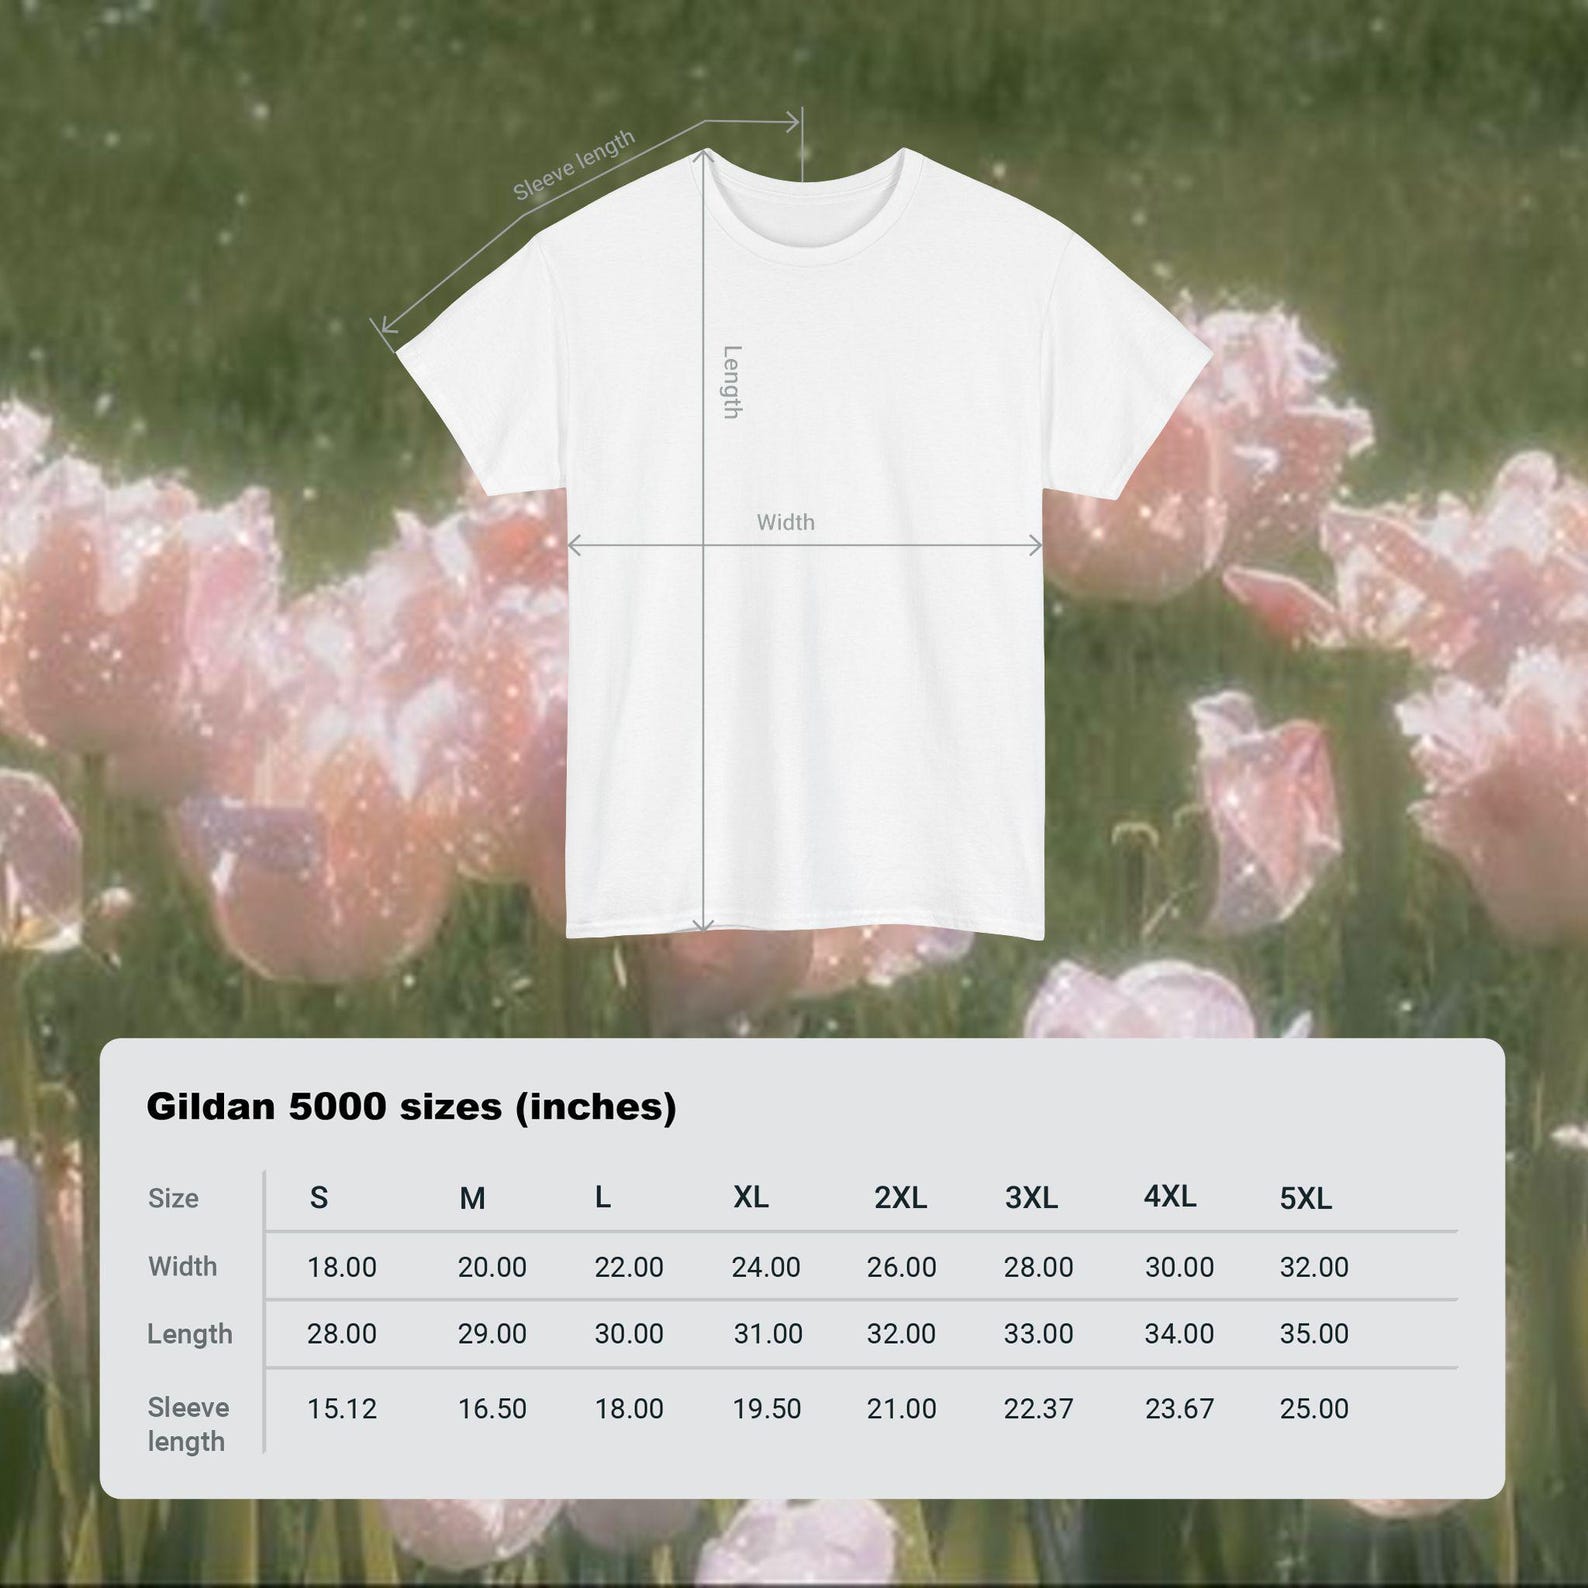 Sleeve length
Length
Width
Gildan 5000 sizes (inches)
Size S M L XL 2XL 3XL 4XL 5XL
Width 18.00 20.00 22.00 24.00 26.00 28.00 30.00 32.00
Length 28.00 29.00 30.00 31.00 32.00 33.00 34.00 35.00
Sleeve length 15.12 16.50 18.00 19.50 21.00 22.37 23.67 25.00